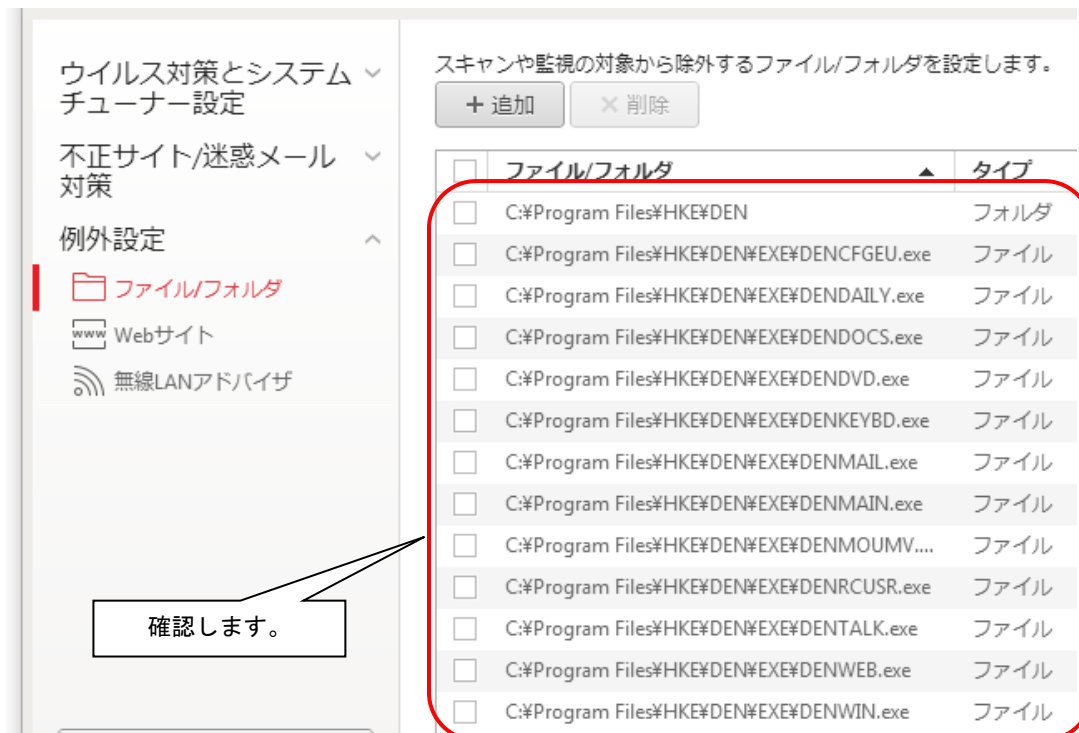 ウイルス対策とシステム
チューナー設定
不正サイト/迷惑メール
対策
例外設定
ファイル/フォルダ
www Webサイト
無線LANアドバイザ
確認します。
スキャンや監視の対象から除外するファイル/フォルダを設定します。
+ 追加 × 削除
ファイル/フォルダ ▲ タイプ
C:¥Program Files¥HKE¥DEN フォルダ
C:¥Program Files¥HKE¥DEN¥EXE¥DENCFGEU.exe ファイル
C:¥Program Files¥HKE¥DEN¥EXE¥DENDAILY.exe ファイル
C:¥Program Files¥HKE¥DEN¥EXE¥DENDOCS.exe ファイル
C:¥Program Files¥HKE¥DEN¥EXE¥DENDVD.exe ファイル
C:¥Program Files¥HKE¥DEN¥EXE¥DENKEYBD.exe ファイル
C:¥Program Files¥HKE¥DEN¥EXE¥DENMAIL.exe ファイル
C:¥Program Files¥HKE¥DEN¥EXE¥DENMAIN.exe ファイル
C:¥Program Files¥HKE¥DEN¥EXE¥DENMOUMV.... ファイル
C:¥Program Files¥HKE¥DEN¥EXE¥DENRCUSR.exe ファイル
C:¥Program Files¥HKE¥DEN¥EXE¥DENTALK.exe ファイル
C:¥Program Files¥HKE¥DEN¥EXE¥DENWEB.exe ファイル
C:¥Program Files¥HKE¥DEN¥EXE¥DENWIN.exe ファイル